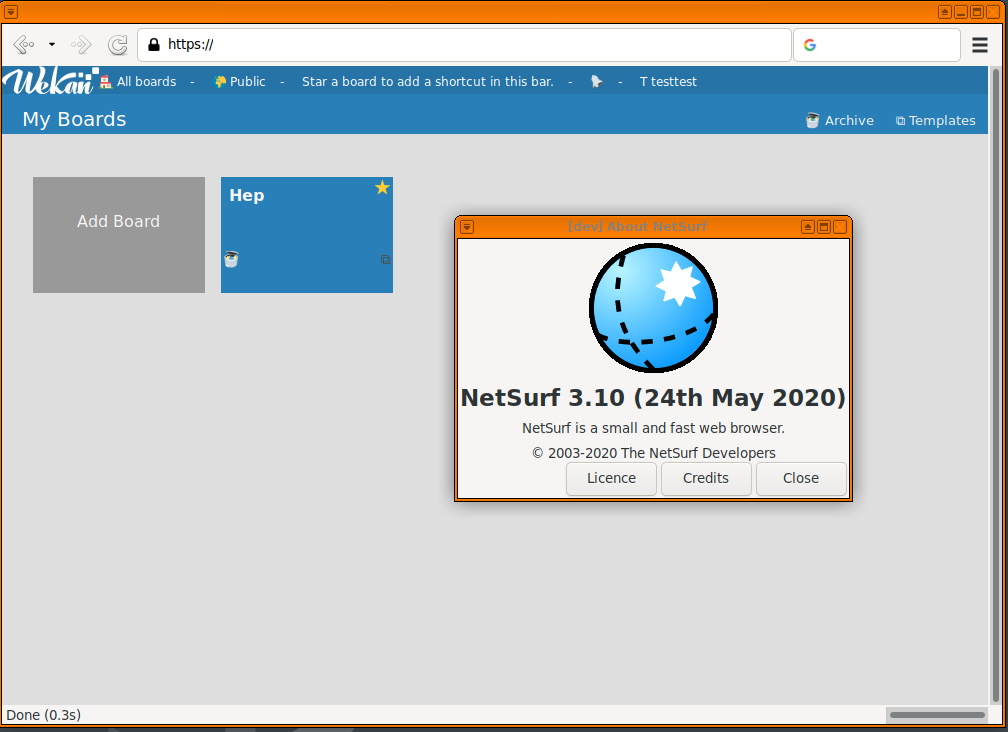 https://
Wekan All boards - Public - Star a board to add a shortcut in this bar. - - T testtest
My Boards Archive Templates
Add Board
Hep
[dev] About NetSurf
NetSurf 3.10 (24th May 2020)
NetSurf is a small and fast web browser.
© 2003-2020 The NetSurf Developers
Licence Credits Close
Done (0.3s)